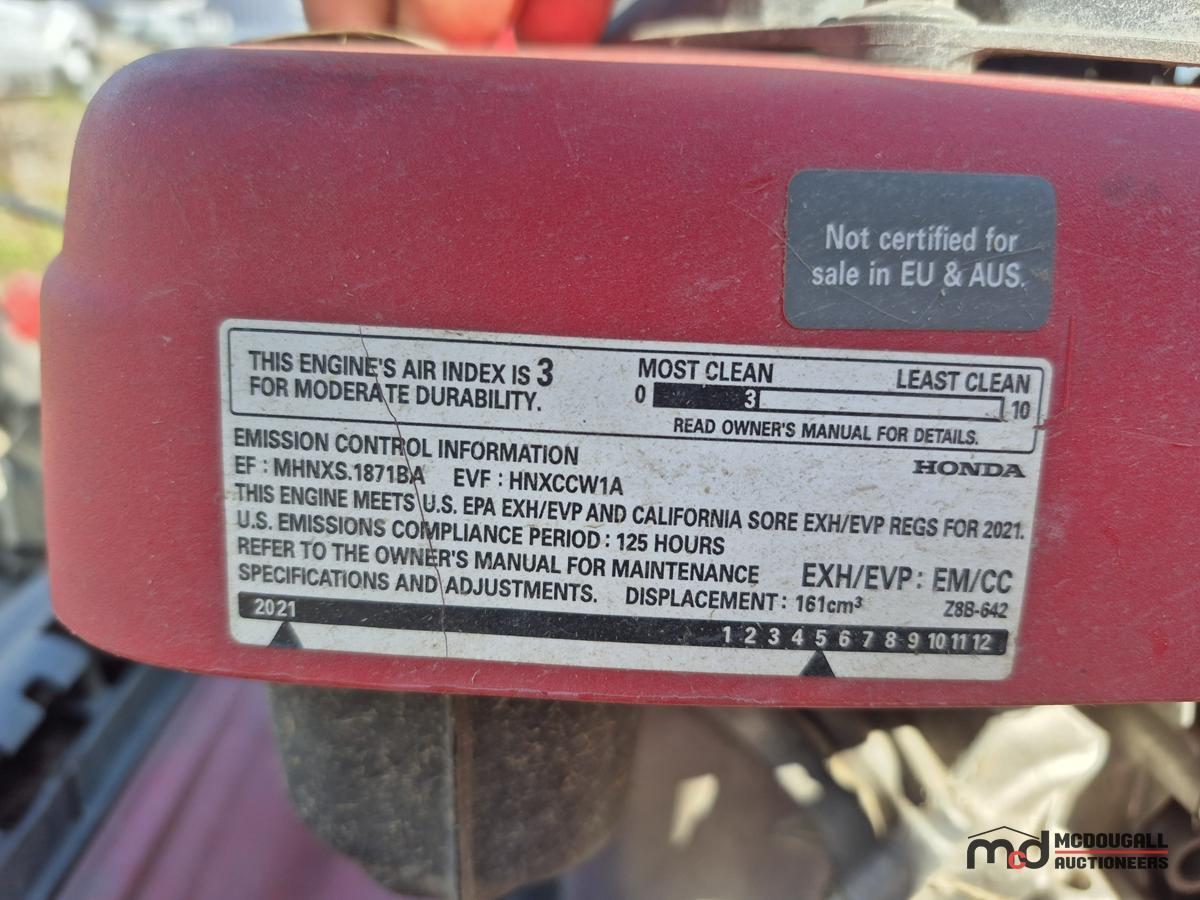 Not certified for
sale in EU & AUS.
THIS ENGINE'S AIR INDEX IS 3
FOR MODERATE DURABILITY.
MOST CLEAN
LEAST CLEAN
0 3 10
READ OWNER'S MANUAL FOR DETAILS.
EMISSION CONTROL INFORMATION
HONDA
EF : MHNXS.1871BA EVF : HNXCCW1A
THIS ENGINE MEETS U.S. EPA EXH/EVP AND CALIFORNIA SORE EXH/EVP REGS FOR 2021.
U.S. EMISSIONS COMPLIANCE PERIOD : 125 HOURS
REFER TO THE OWNER'S MANUAL FOR MAINTENANCE
EXH/EVP : EM/CC
SPECIFICATIONS AND ADJUSTMENTS. DISPLACEMENT : 161cm³
Z8B-642
2021 1 2 3 4 5 6 7 8 9 10 11 12
mcd MCDOUGALL
AUCTIONEERS